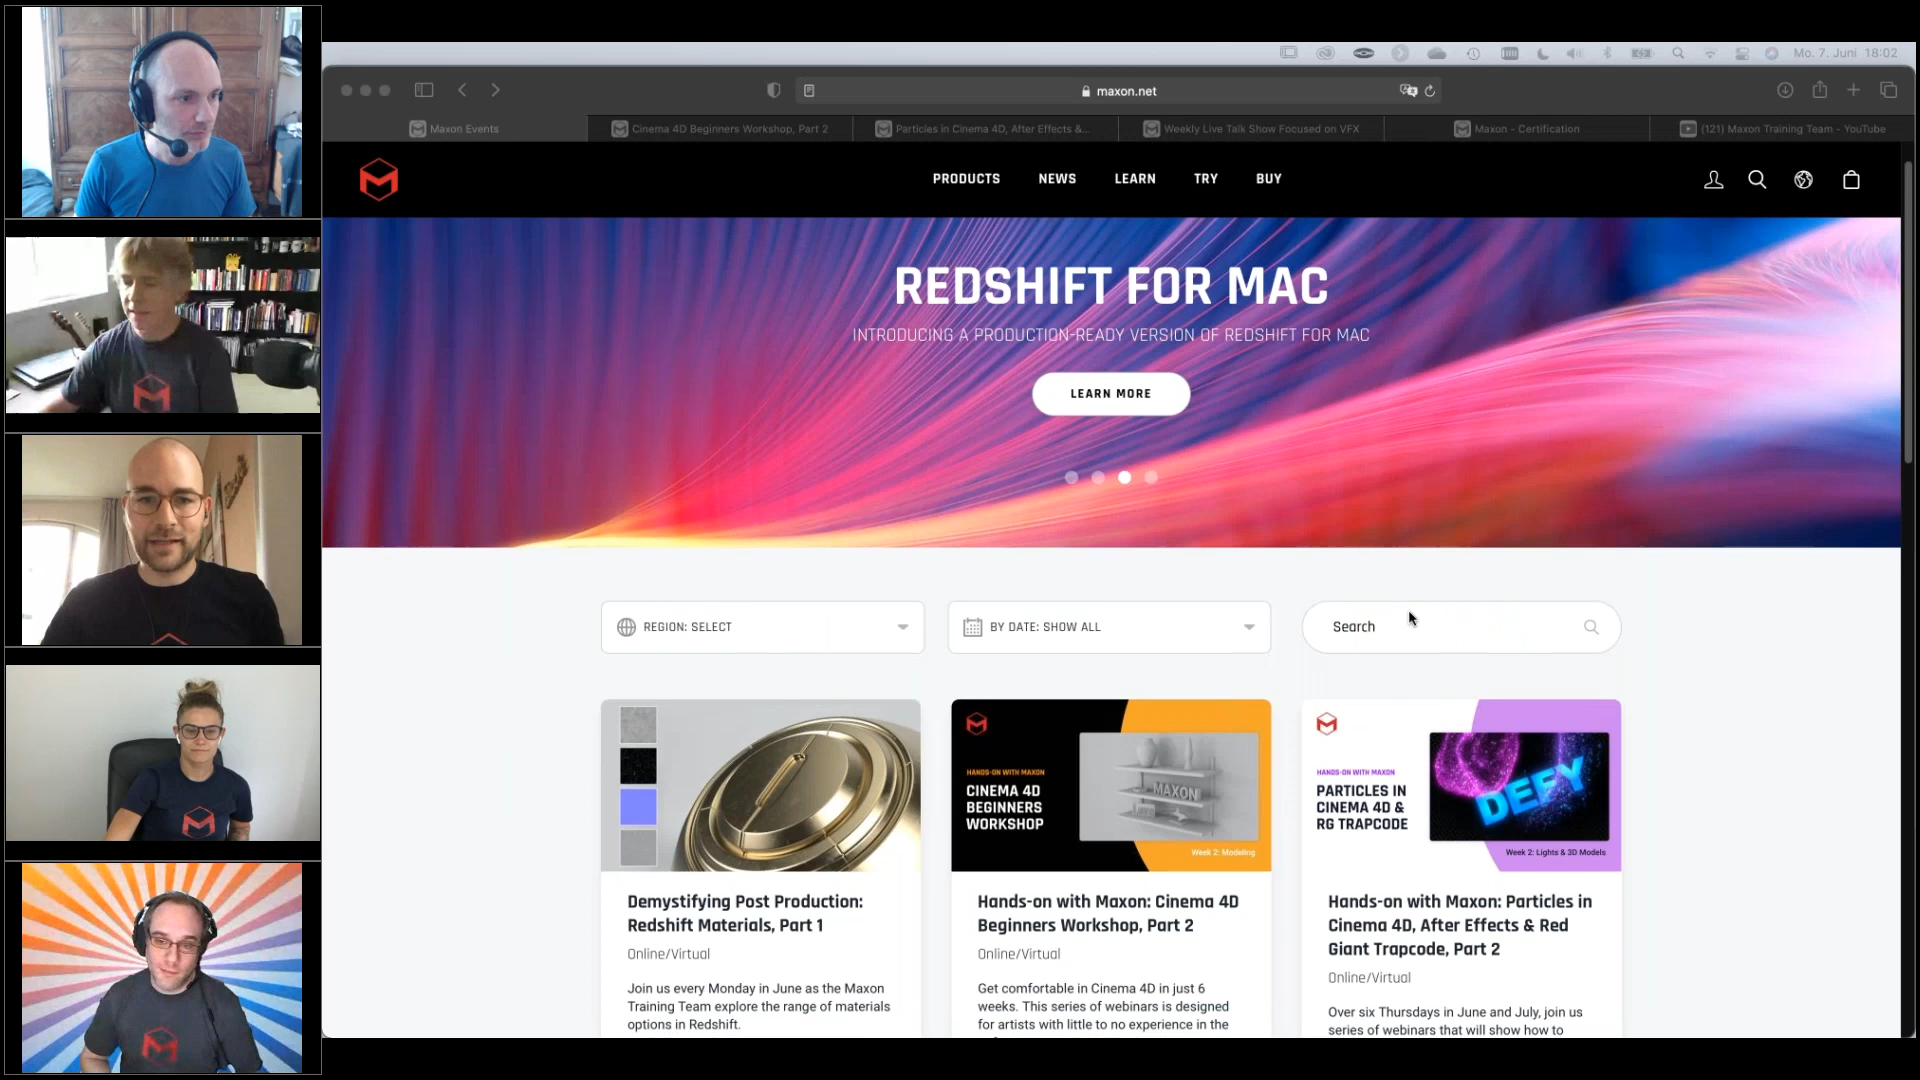 Mo. 7. Juni 18:02
maxon.net
Maxon Events
Cinema 4D Beginners Workshop, Part 2
Particles in Cinema 4D, After Effects &...
Weekly Live Talk Show Focused on VFX
Maxon - Certification
(121) Maxon Training Team - YouTube
PRODUCTS
NEWS
LEARN
TRY
BUY
REDSHIFT FOR MAC
INTRODUCING A PRODUCTION-READY VERSION OF REDSHIFT FOR MAC
LEARN MORE
REGION: SELECT
BY DATE: SHOW ALL
Search
HANDS-ON WITH MAXON
CINEMA 4D
BEGINNERS
WORKSHOP
MAXON
Week 2: Modeling
HANDS-ON WITH MAXON
PARTICLES IN
CINEMA 4D &
RG TRAPCODE
DEFY
Week 2: Lights & 3D Models
Demystifying Post Production:
Redshift Materials, Part 1
Online/Virtual
Join us every Monday in June as the Maxon
Training Team explore the range of materials
options in Redshift.
Hands-on with Maxon: Cinema 4D
Beginners Workshop, Part 2
Online/Virtual
Get comfortable in Cinema 4D in just 6
weeks. This series of webinars is designed
for artists with little to no experience in the
Hands-on with Maxon: Particles in
Cinema 4D, After Effects & Red
Giant Trapcode, Part 2
Online/Virtual
Over six Thursdays in June and July, join us
series of webinars that will show how to